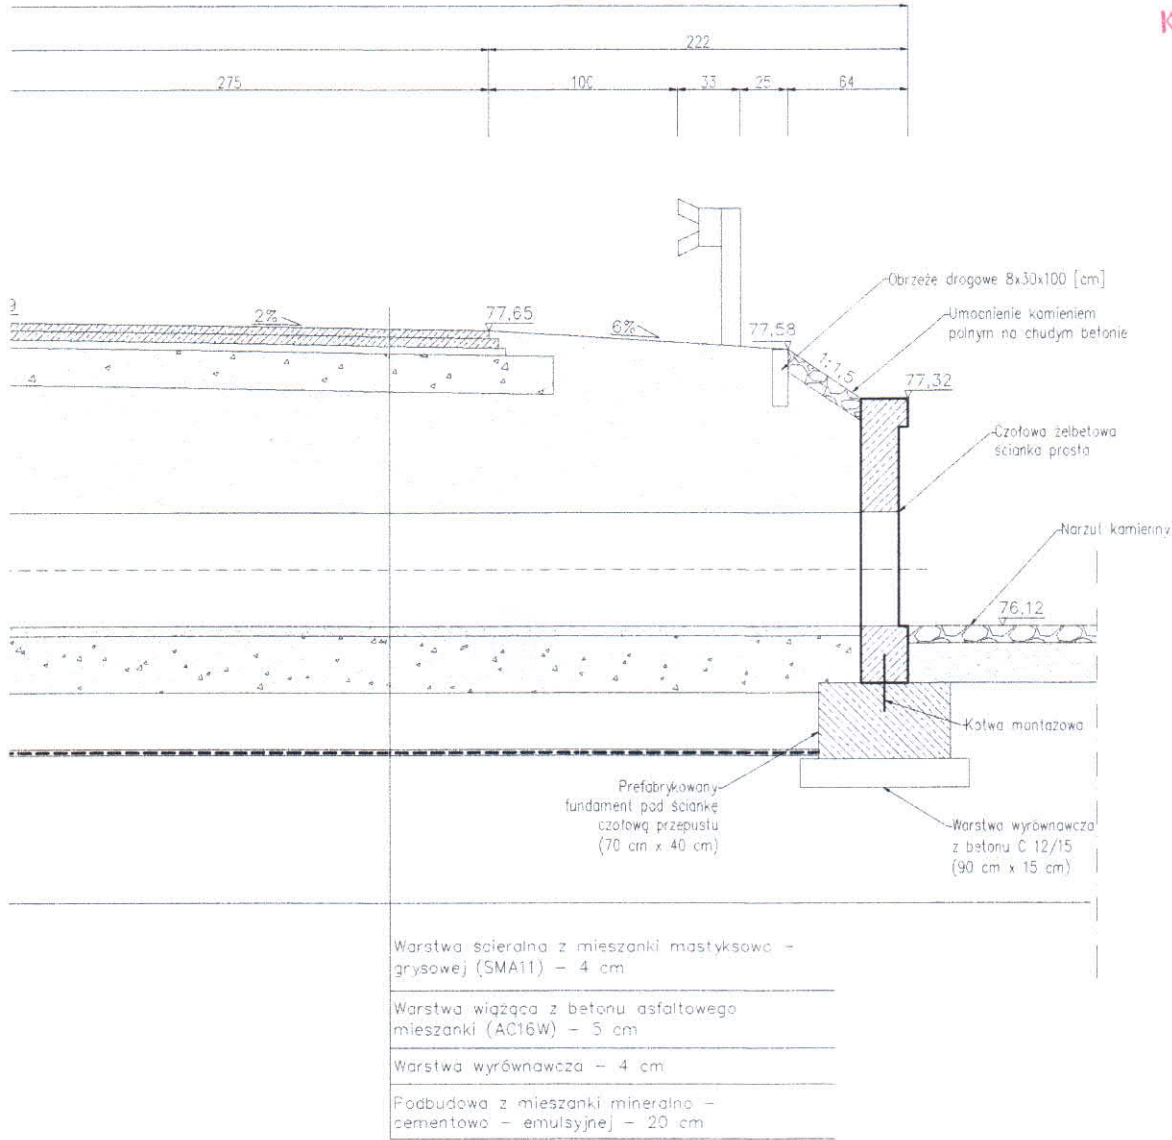 K
222
275 100 33 25 64
Obrzeże drogowe 8x30x100 [cm]
Umocnienie kamieniem
polnym na chudym betonie
9
2%
77,65
6%
77,58
1:1,5
77,32
Czołowa żelbetowa
ścianka prosta
Narzut kamienny
76,12
Kotwa montażowa
Prefabrykowany
fundament pod ściankę
czołową przepustu
(70 cm x 40 cm)
Warstwa wyrównawcza
z betonu C 12/15
(90 cm x 15 cm)
Warstwa ścieralna z mieszanki mastyksowo -
grysowej (SMA11) - 4 cm
Warstwa wiążąca z betonu asfaltowego
mieszanki (AC16W) - 5 cm
Warstwa wyrównawcza - 4 cm
Podbudowa z mieszanki mineralno -
cementowo - emulsyjnej - 20 cm